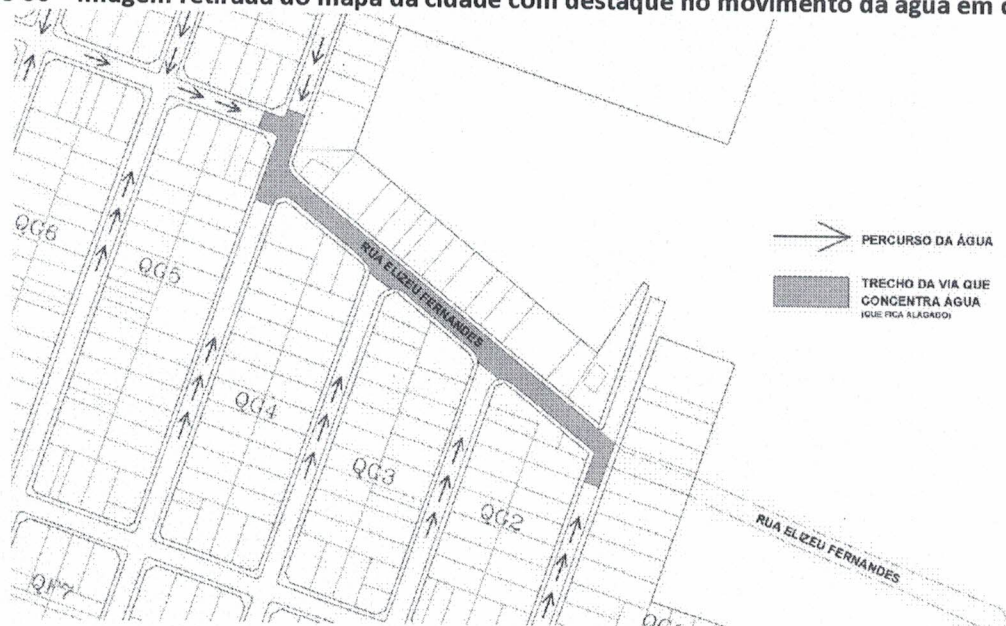 Imagem retirada do mapa da cidade com destaque no movimento da água em
PERCURSO DA ÁGUA
TRECHO DA VIA QUE
CONCENTRA ÁGUA
(QUE FICA ALAGADO)
RUA ELIZEU FERNANDES
QG6
QG5
QG4
QG3
QG2
RUA ELIZEU FERNANDES
QF7